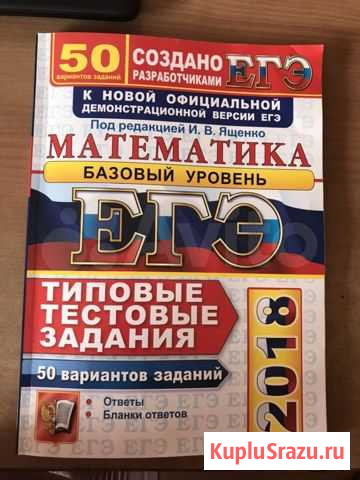 50
вариантов заданий
СОЗДАНО
РАЗРАБОТЧИКАМИ
ЕГЭ
К НОВОЙ ОФИЦИАЛЬНОЙ
ДЕМОНСТРАЦИОННОЙ ВЕРСИИ ЕГЭ
Под редакцией И. В. Ященко
МАТЕМАТИКА
БАЗОВЫЙ УРОВЕНЬ
ЕГЭ
ТИПОВЫЕ
ТЕСТОВЫЕ
ЗАДАНИЯ
50 вариантов заданий
• Ответы
• Бланки ответов
2018
Avito
KupluSrazu.ru